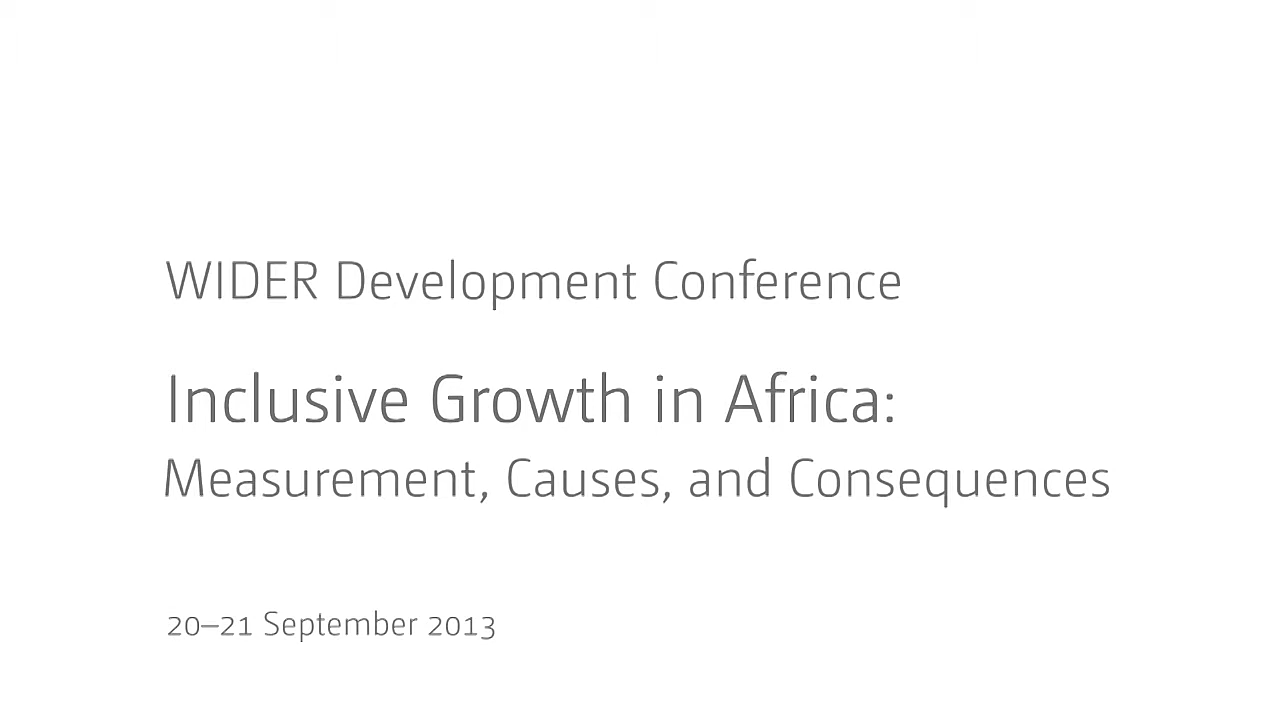 WIDER Development Conference
Inclusive Growth in Africa:
Measurement, Causes, and Consequences
20–21 September 2013